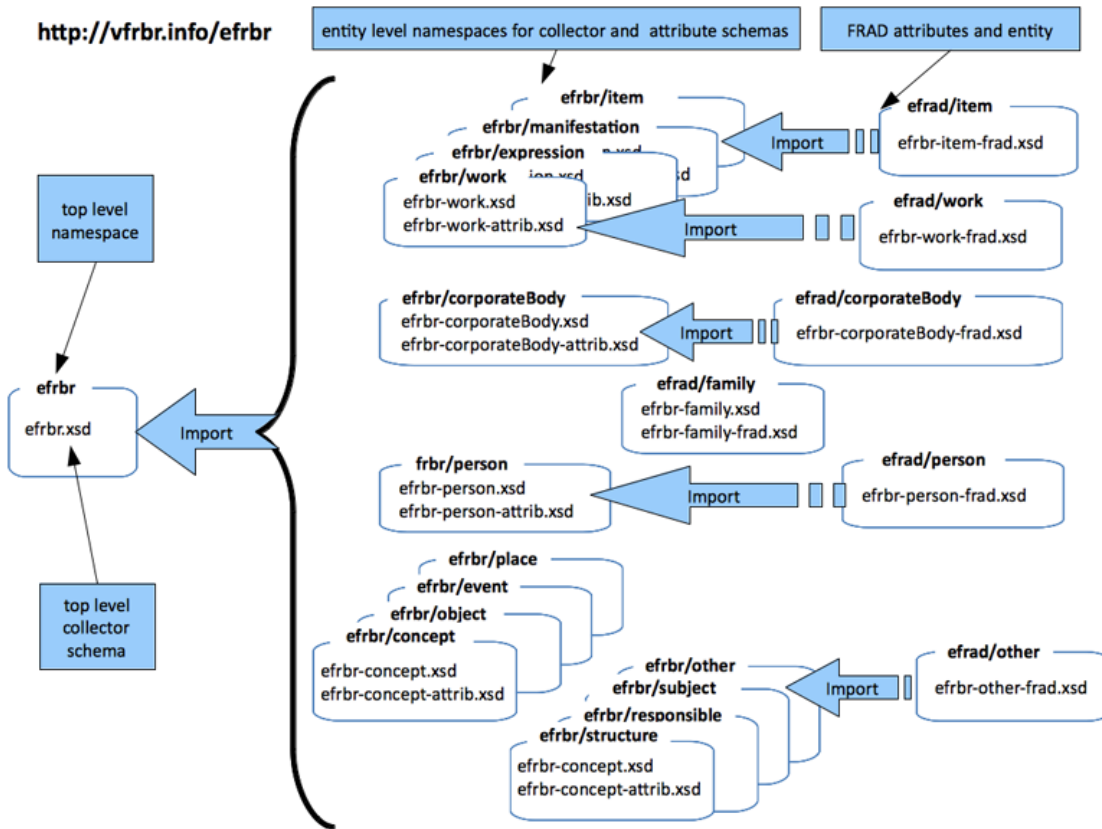 http://vfrbr.info/efrbr
entity level namespaces for collector and attribute schemas
FRAD attributes and entity
efrbr/item
efrbr/manifestation
efrbr/expression
efrbr/work
efrbr-work.xsd
efrbr-work-attrib.xsd
Import
efrad/item
efrbr-item-frad.xsd
Import
efrad/work
efrbr-work-frad.xsd
top level
namespace
efrbr/corporateBody
efrbr-corporateBody.xsd
efrbr-corporateBody-attrib.xsd
Import
efrad/corporateBody
efrbr-corporateBody-frad.xsd
efrbr
efrbr.xsd
Import
efrad/family
efrbr-family.xsd
efrbr-family-frad.xsd
frbr/person
efrbr-person.xsd
efrbr-person-attrib.xsd
Import
efrad/person
efrbr-person-frad.xsd
top level
collector
schema
efrbr/place
efrbr/event
efrbr/object
efrbr/concept
efrbr-concept.xsd
efrbr-concept-attrib.xsd
efrbr/other
efrbr/subject
efrbr/responsible
efrbr/structure
efrbr-concept.xsd
efrbr-concept-attrib.xsd
Import
efrad/other
efrbr-other-frad.xsd